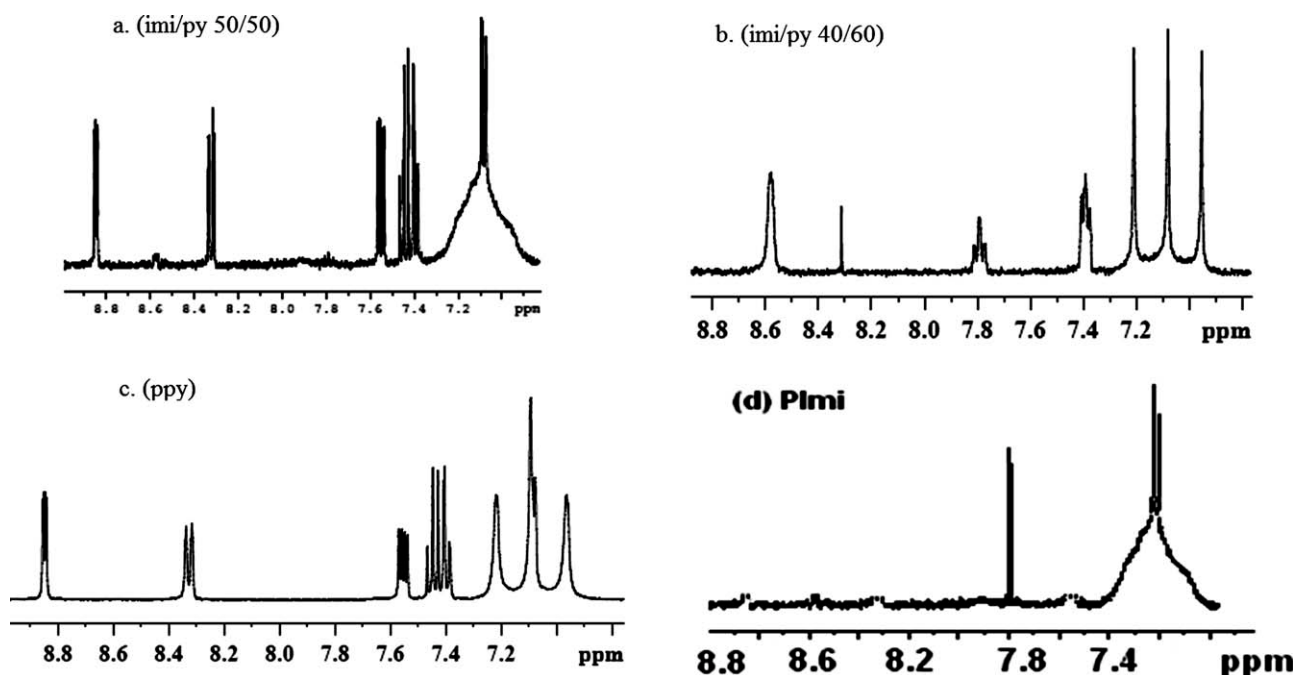 a. (imi/py 50/50)
8.8 8.6 8.4 8.2 8.0 7.8 7.6 7.4 7.2 ppm
b. (imi/py 40/60)
8.8 8.6 8.4 8.2 8.0 7.8 7.6 7.4 7.2 ppm
c. (ppy)
8.8 8.6 8.4 8.2 8.0 7.8 7.6 7.4 7.2 ppm
(d) PImi
8.8 8.6 8.2 7.8 7.4 ppm